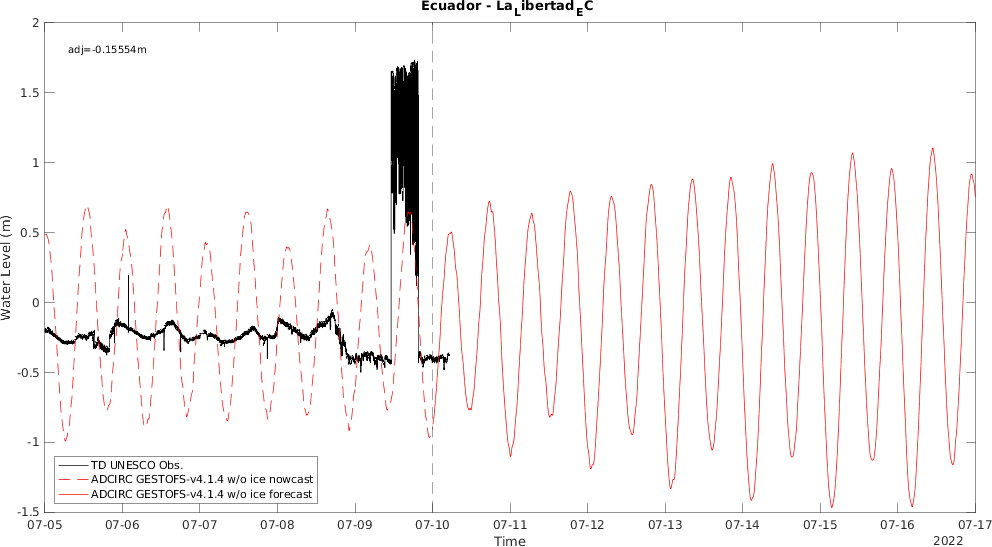 Ecuador - LaLibertadEC
adj=-0.15554m
Water Level (m)
2
1.5
1
0.5
0
-0.5
-1
-1.5
TD UNESCO Obs.
ADCIRC GESTOFS-v4.1.4 w/o ice nowcast
ADCIRC GESTOFS-v4.1.4 w/o ice forecast
07-05 07-06 07-07 07-08 07-09 07-10 07-11 07-12 07-13 07-14 07-15 07-16 07-17
Time
2022